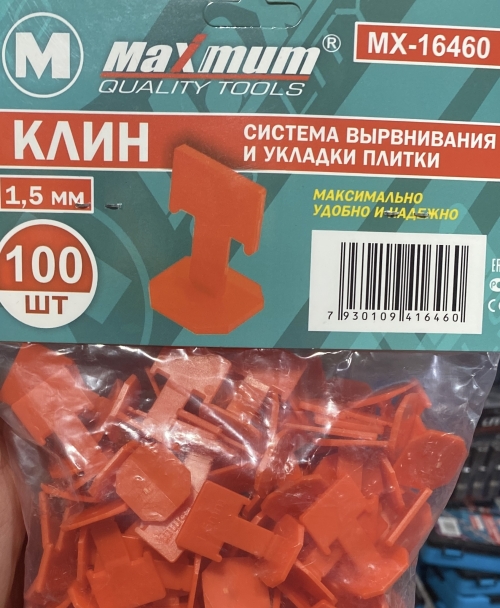 M
MaXimum®
QUALITY TOOLS
MX-16460
КЛИН
СИСТЕМА ВЫРВНИВАНИЯ
И УКЛАДКИ ПЛИТКИ
1,5 мм
МАКСИМАЛЬНО
УДОБНО И НАДЕЖНО
100
ШТ
7 930109 416460